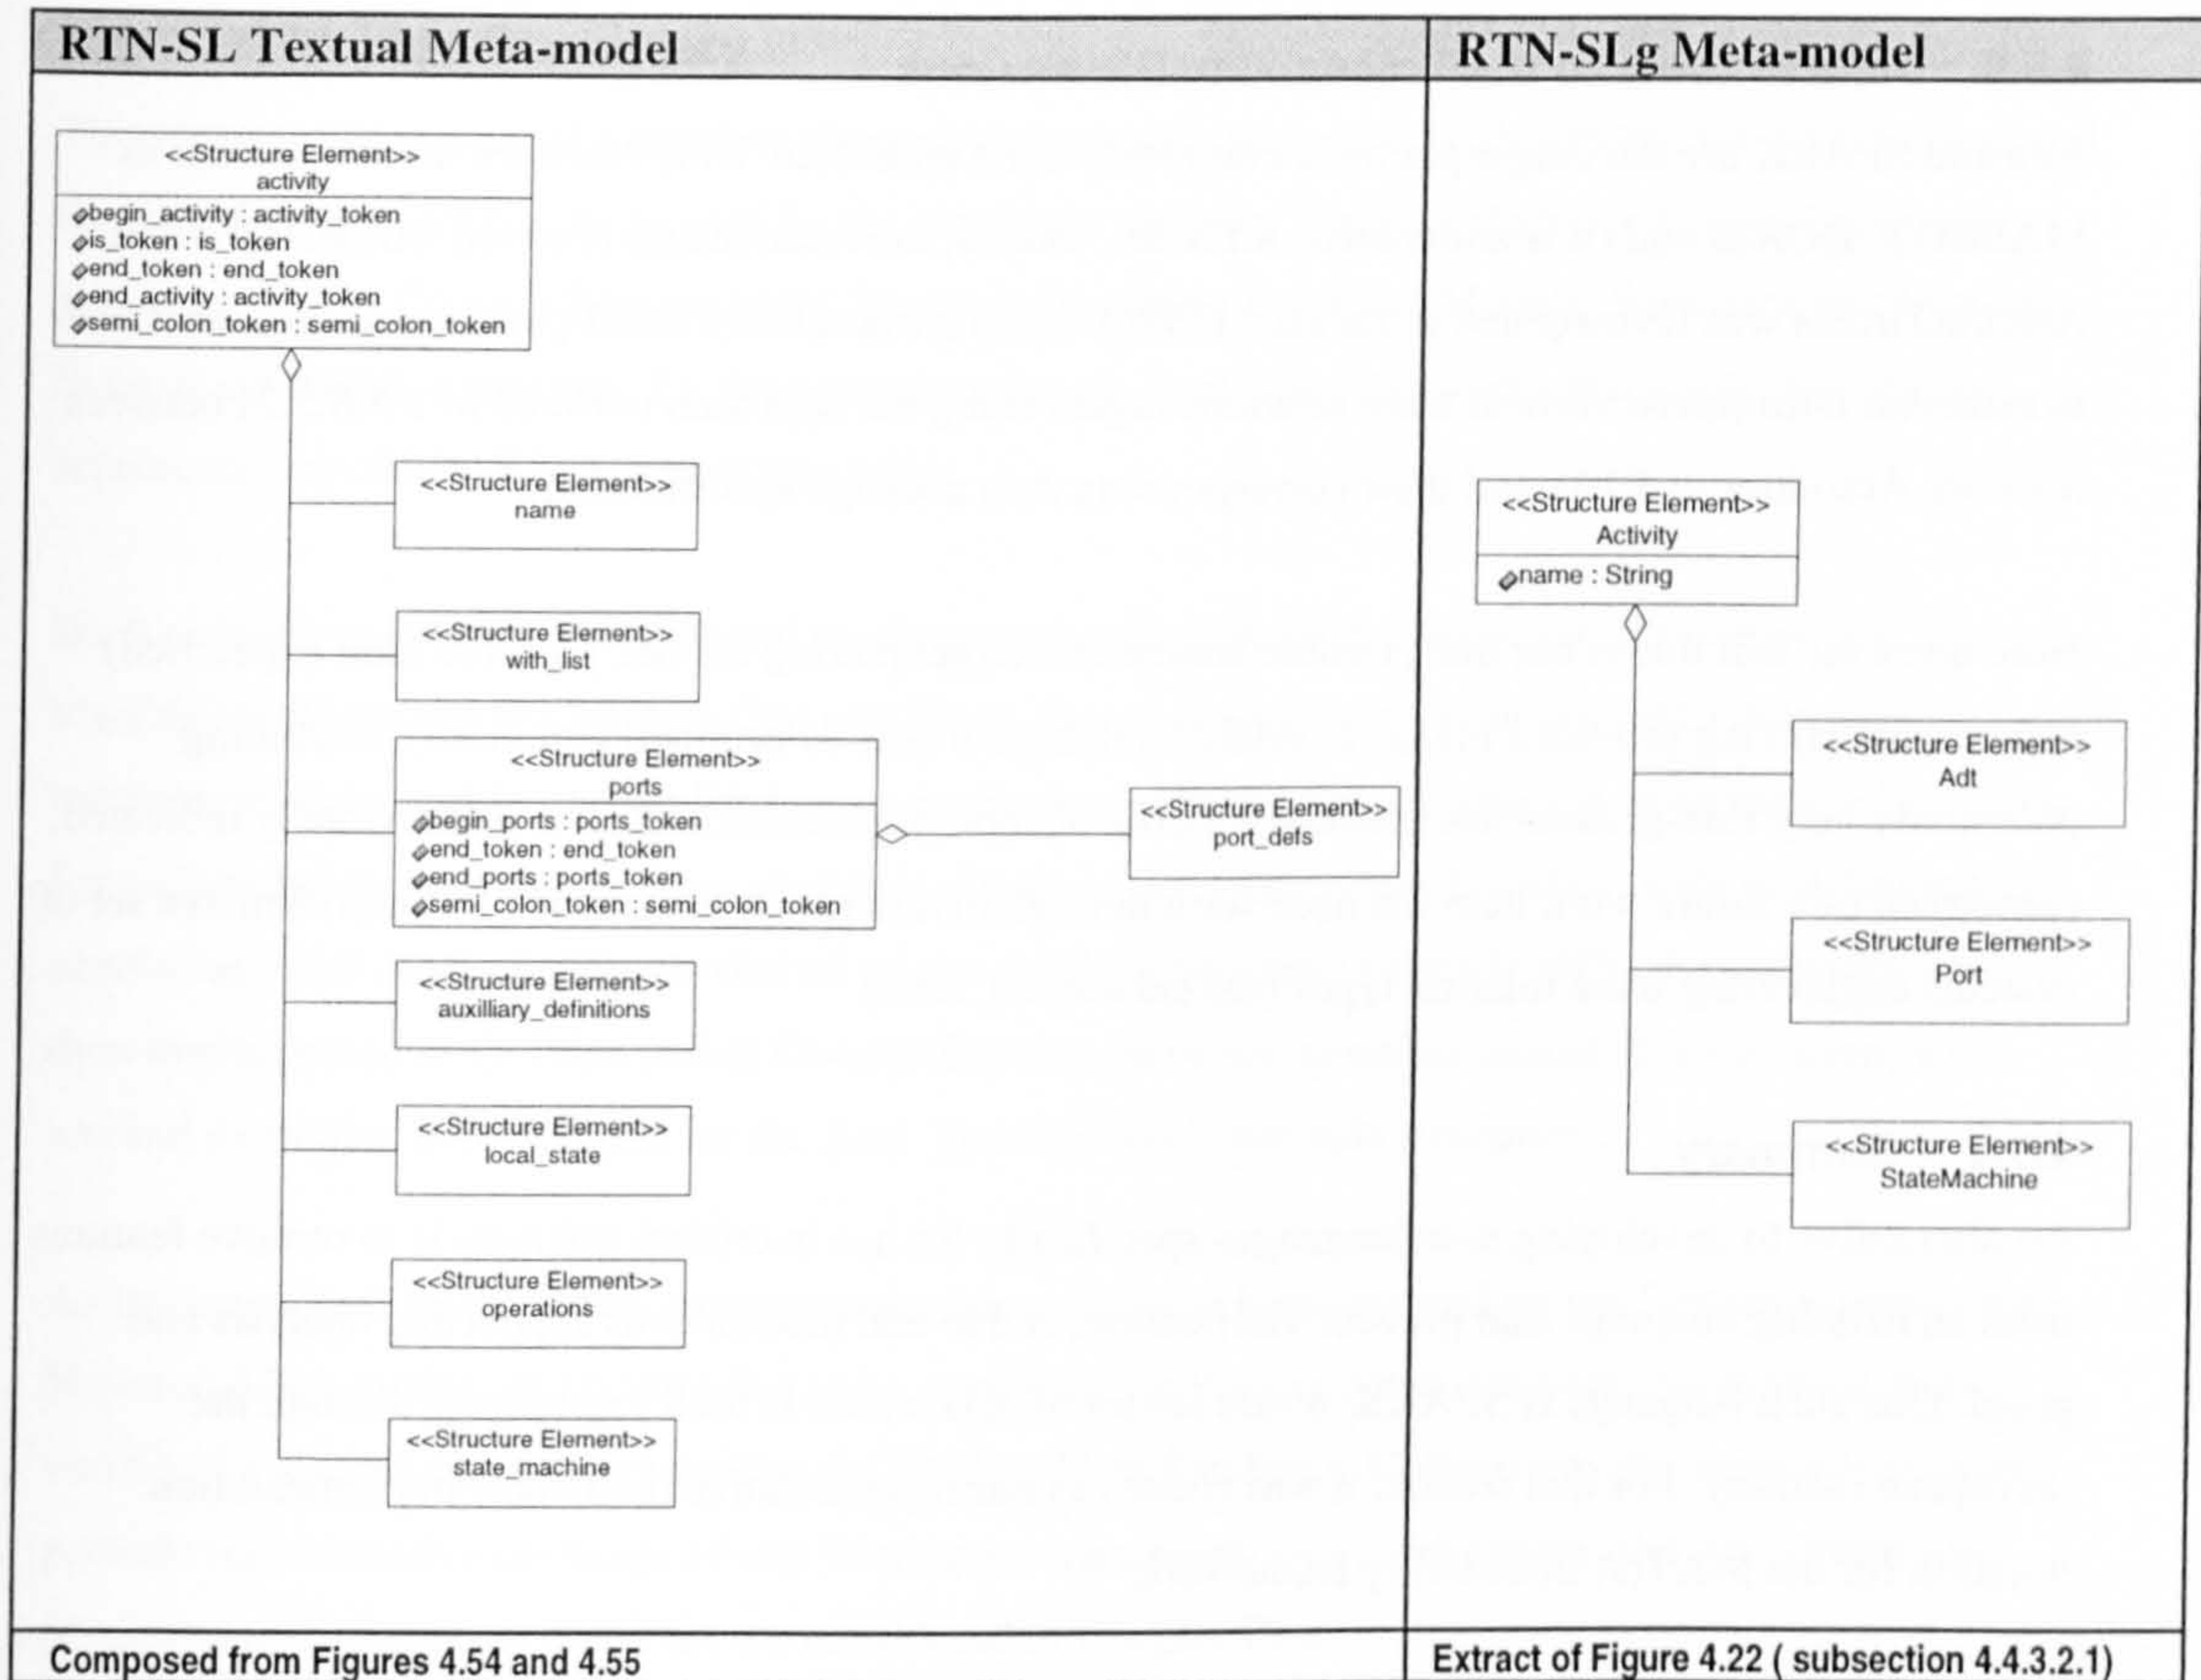 RTN-SL Textual Meta-model
RTN-SLg Meta-model
<<Structure Element>>
activity
begin_activity : activity_token
is_token : is_token
end_token : end_token
end_activity : activity_token
semi_colon_token : semi_colon_token
<<Structure Element>>
name
<<Structure Element>>
with_list
<<Structure Element>>
ports
begin_ports : ports_token
end_token : end_token
end_ports : ports_token
semi_colon_token : semi_colon_token
<<Structure Element>>
port_defs
<<Structure Element>>
auxilliary_definitions
<<Structure Element>>
local_state
<<Structure Element>>
operations
<<Structure Element>>
state_machine
<<Structure Element>>
Activity
name : String
<<Structure Element>>
Adt
<<Structure Element>>
Port
<<Structure Element>>
StateMachine
Composed from Figures 4.54 and 4.55
Extract of Figure 4.22 ( subsection 4.4.3.2.1)